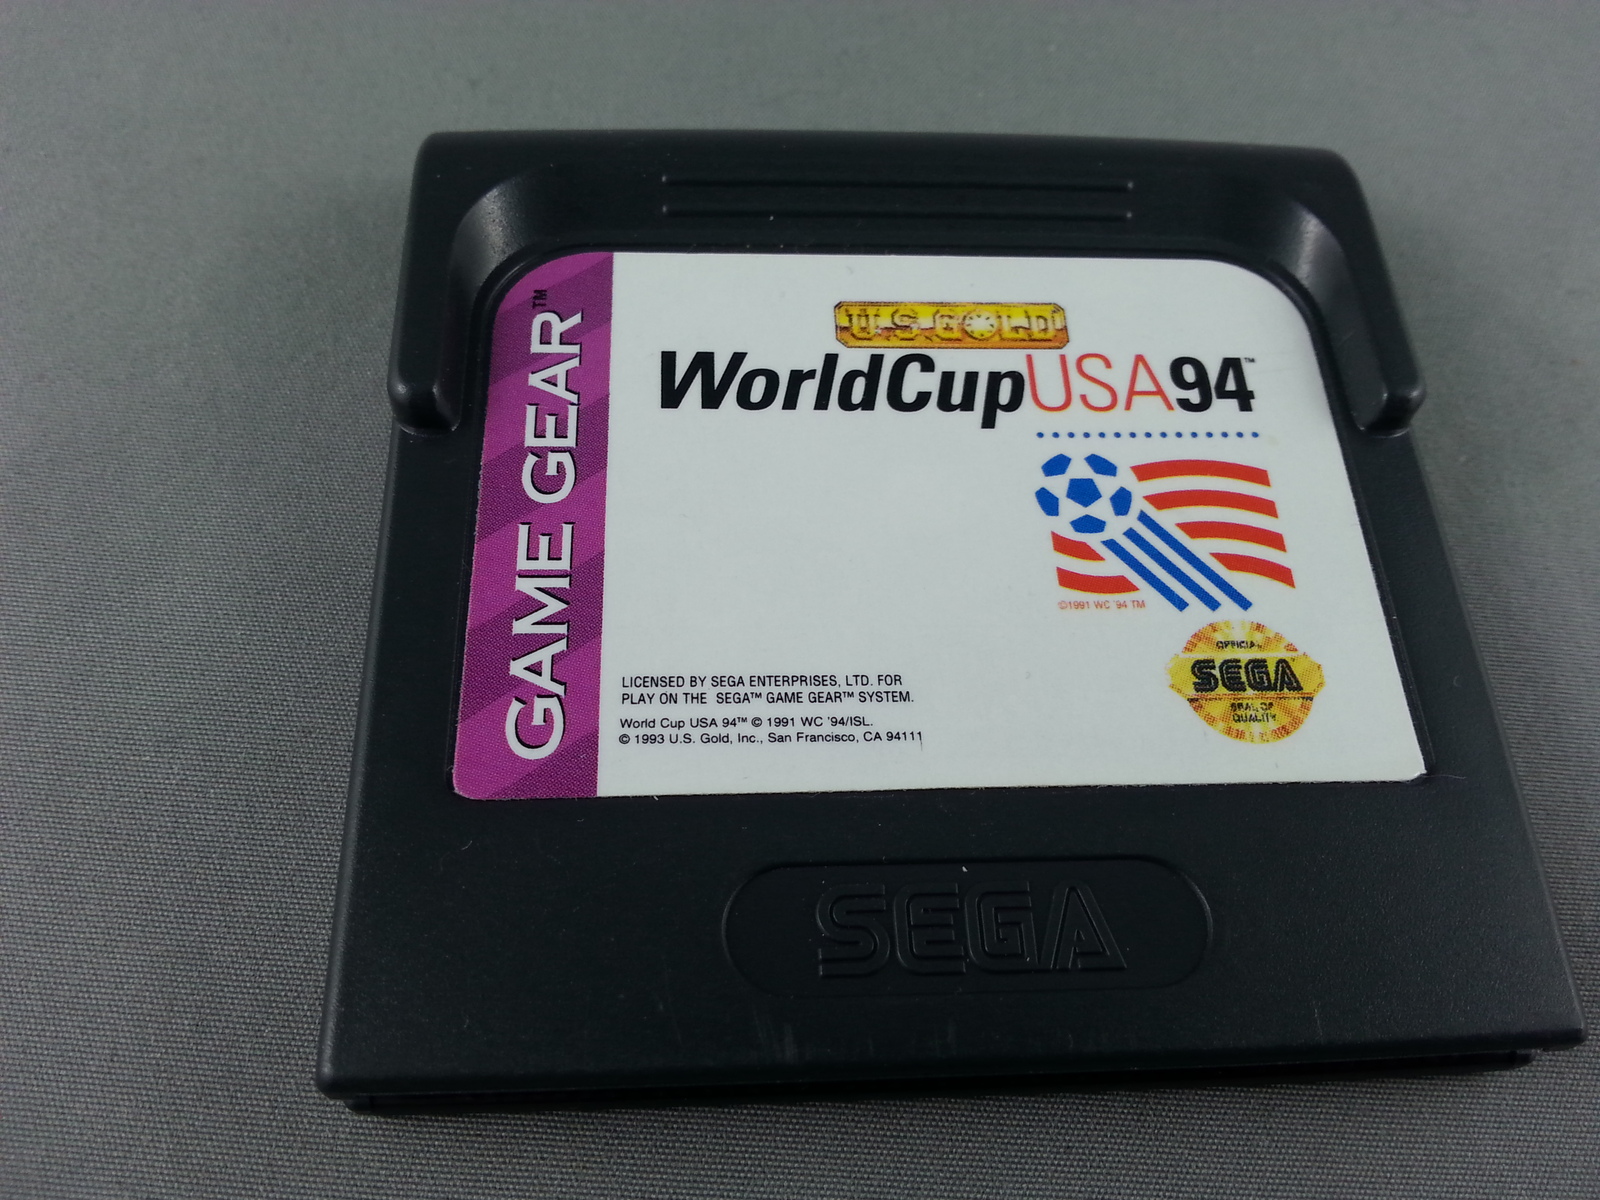 GAME GEAR™
U.S. GOLD
WorldCupUSA94™
©1991 WC '94 TM
OFFICIAL
SEGA
SEAL OF
QUALITY
LICENSED BY SEGA ENTERPRISES, LTD. FOR
PLAY ON THE SEGA™ GAME GEAR™ SYSTEM.
World Cup USA 94™ © 1991 WC '94/ISL.
© 1993 U.S. Gold, Inc., San Francisco, CA 94111
SEGA